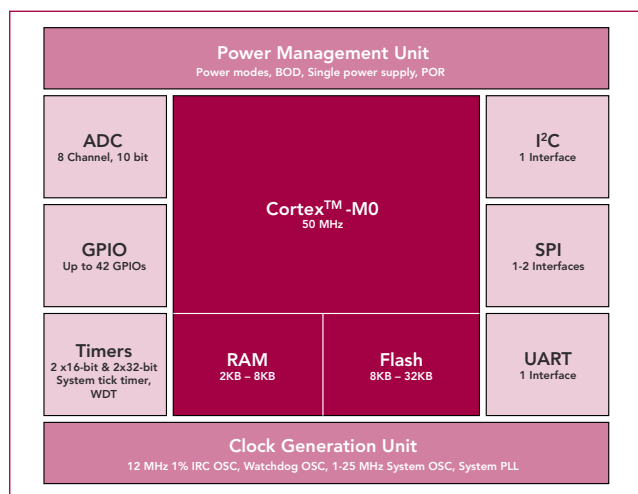 Power Management Unit
Power modes, BOD, Single power supply, POR
ADC
8 Channel, 10 bit
Cortex™-M0
50 MHz
I²C
1 Interface
GPIO
Up to 42 GPIOs
SPI
1-2 Interfaces
Timers
2 x16-bit & 2x32-bit
System tick timer,
WDT
RAM
2KB – 8KB
Flash
8KB – 32KB
UART
1 Interface
Clock Generation Unit
12 MHz 1% IRC OSC, Watchdog OSC, 1-25 MHz System OSC, System PLL